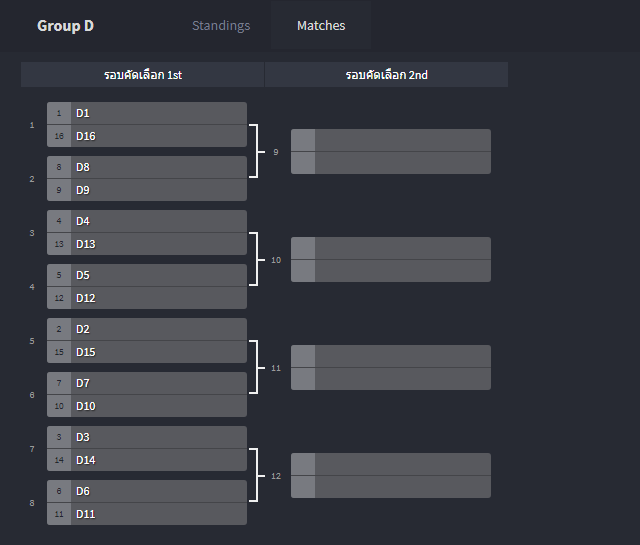 Group D
Standings
Matches
รอบคัดเลือก 1st
รอบคัดเลือก 2nd
1
1 D1
16 D16
2
8 D8
9 D9
9
3
4 D4
13 D13
4
5 D5
12 D12
10
5
2 D2
15 D15
6
7 D7
10 D10
11
7
3 D3
14 D14
8
6 D6
11 D11
12